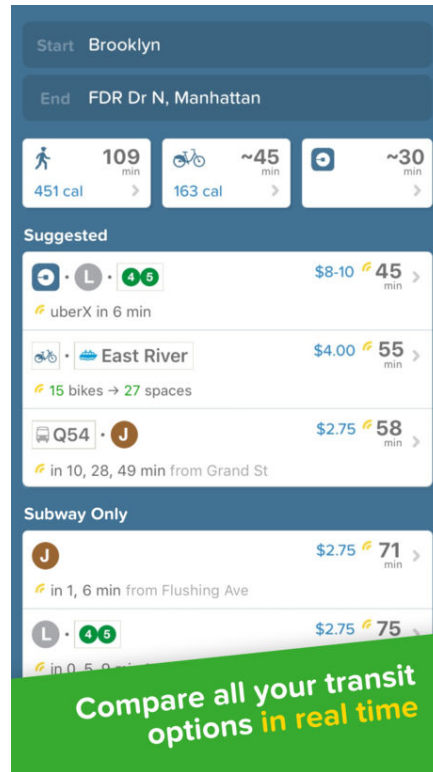 Start Brooklyn
End FDR Dr N, Manhattan
109 ~45 ~30
min min min
451 cal 163 cal
Suggested
L 4 5 $8-10 45
min
uberX in 6 min
East River $4.00 55
min
15 bikes → 27 spaces
Q54 J $2.75 58
min
in 10, 28, 49 min from Grand St
Subway Only
J $2.75 71
min
in 1, 6 min from Flushing Ave
L 4 5 $2.75 75
in 0, 5, 9
Compare all your transit
options in real time